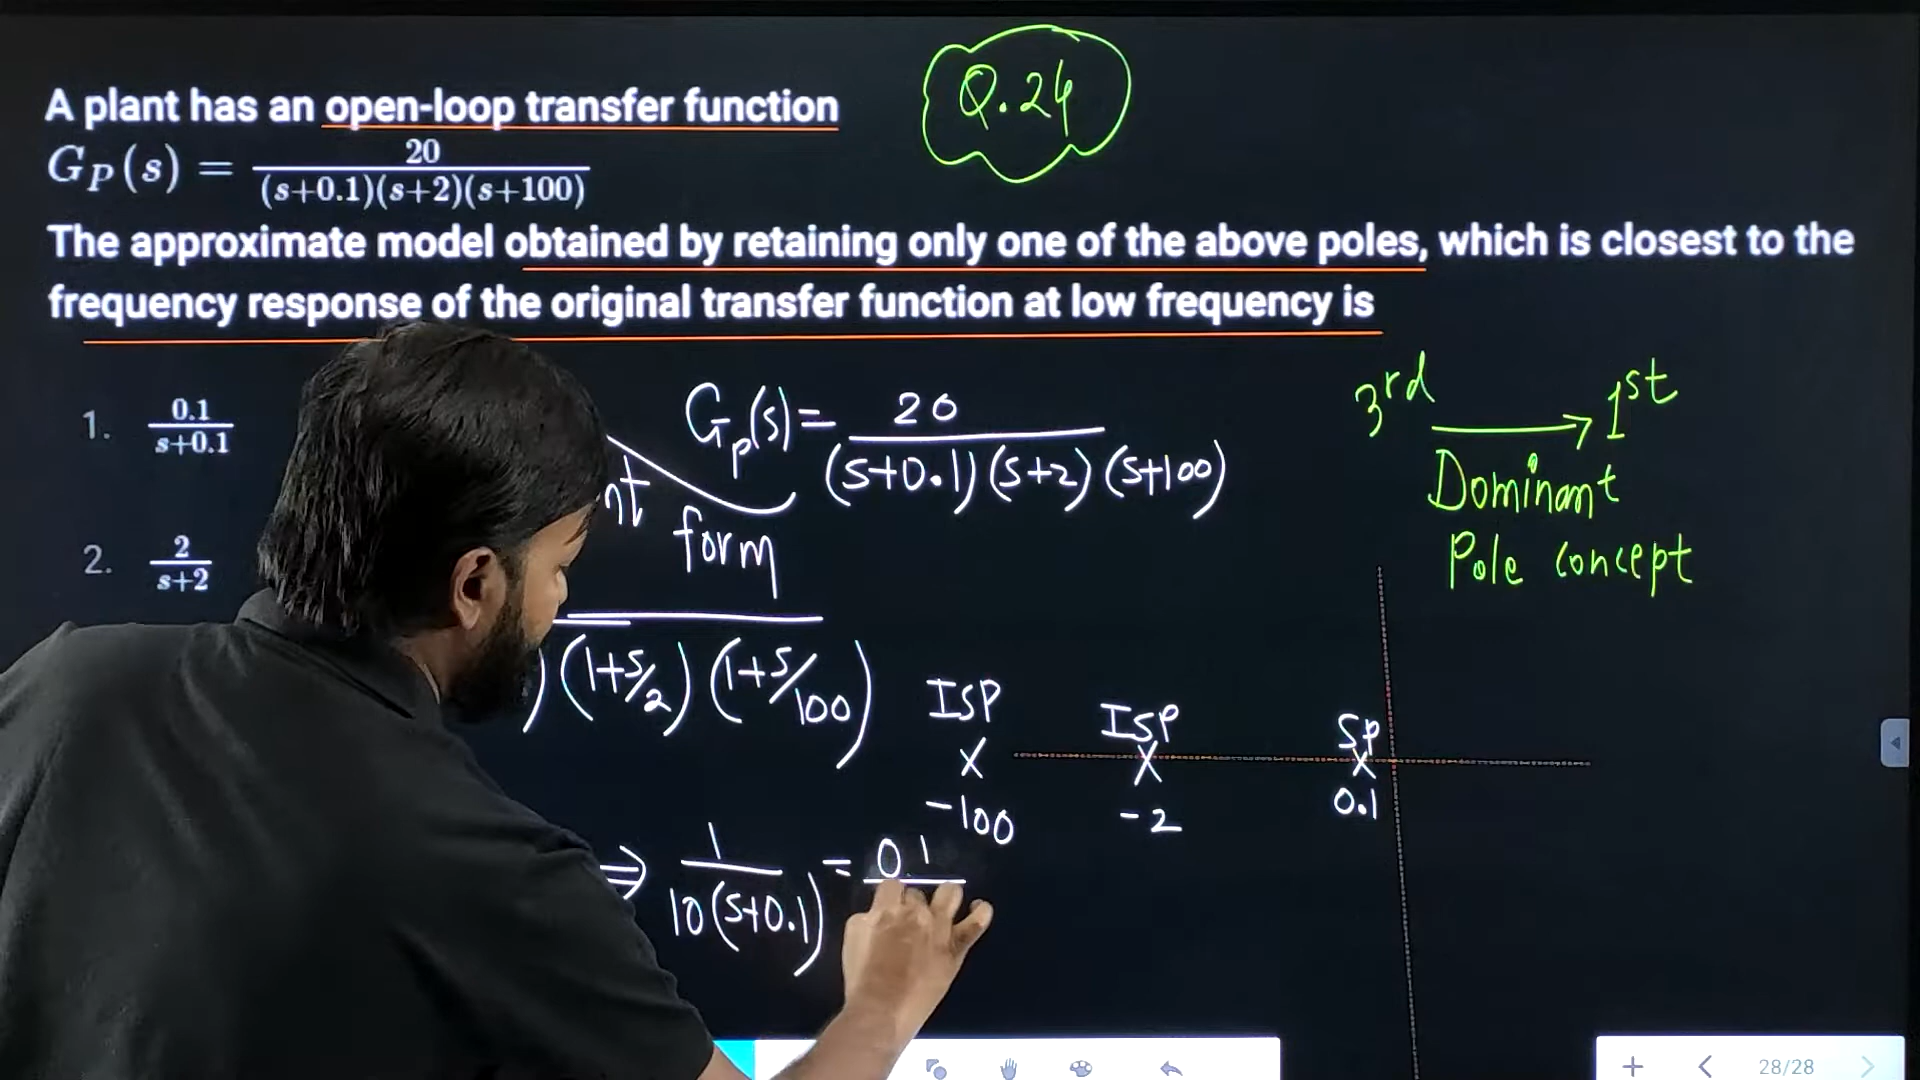 Q.24
A plant has an open-loop transfer function
G_P(s) = 20/((s+0.1)(s+2)(s+100))
The approximate model obtained by retaining only one of the above poles, which is closest to the
frequency response of the original transfer function at low frequency is
1. 0.1/(s+0.1)
2. 2/(s+2)
Gp(s) = 20/((s+0.1)(s+2)(s+100))
form
) (1+s/2) (1+s/100)
⇒ 1/(10(s+0.1)) = 0.1
3rd → 1st
Dominant
Pole concept
ISP ISP SP
X X X
-100 -2 0.1
28/28